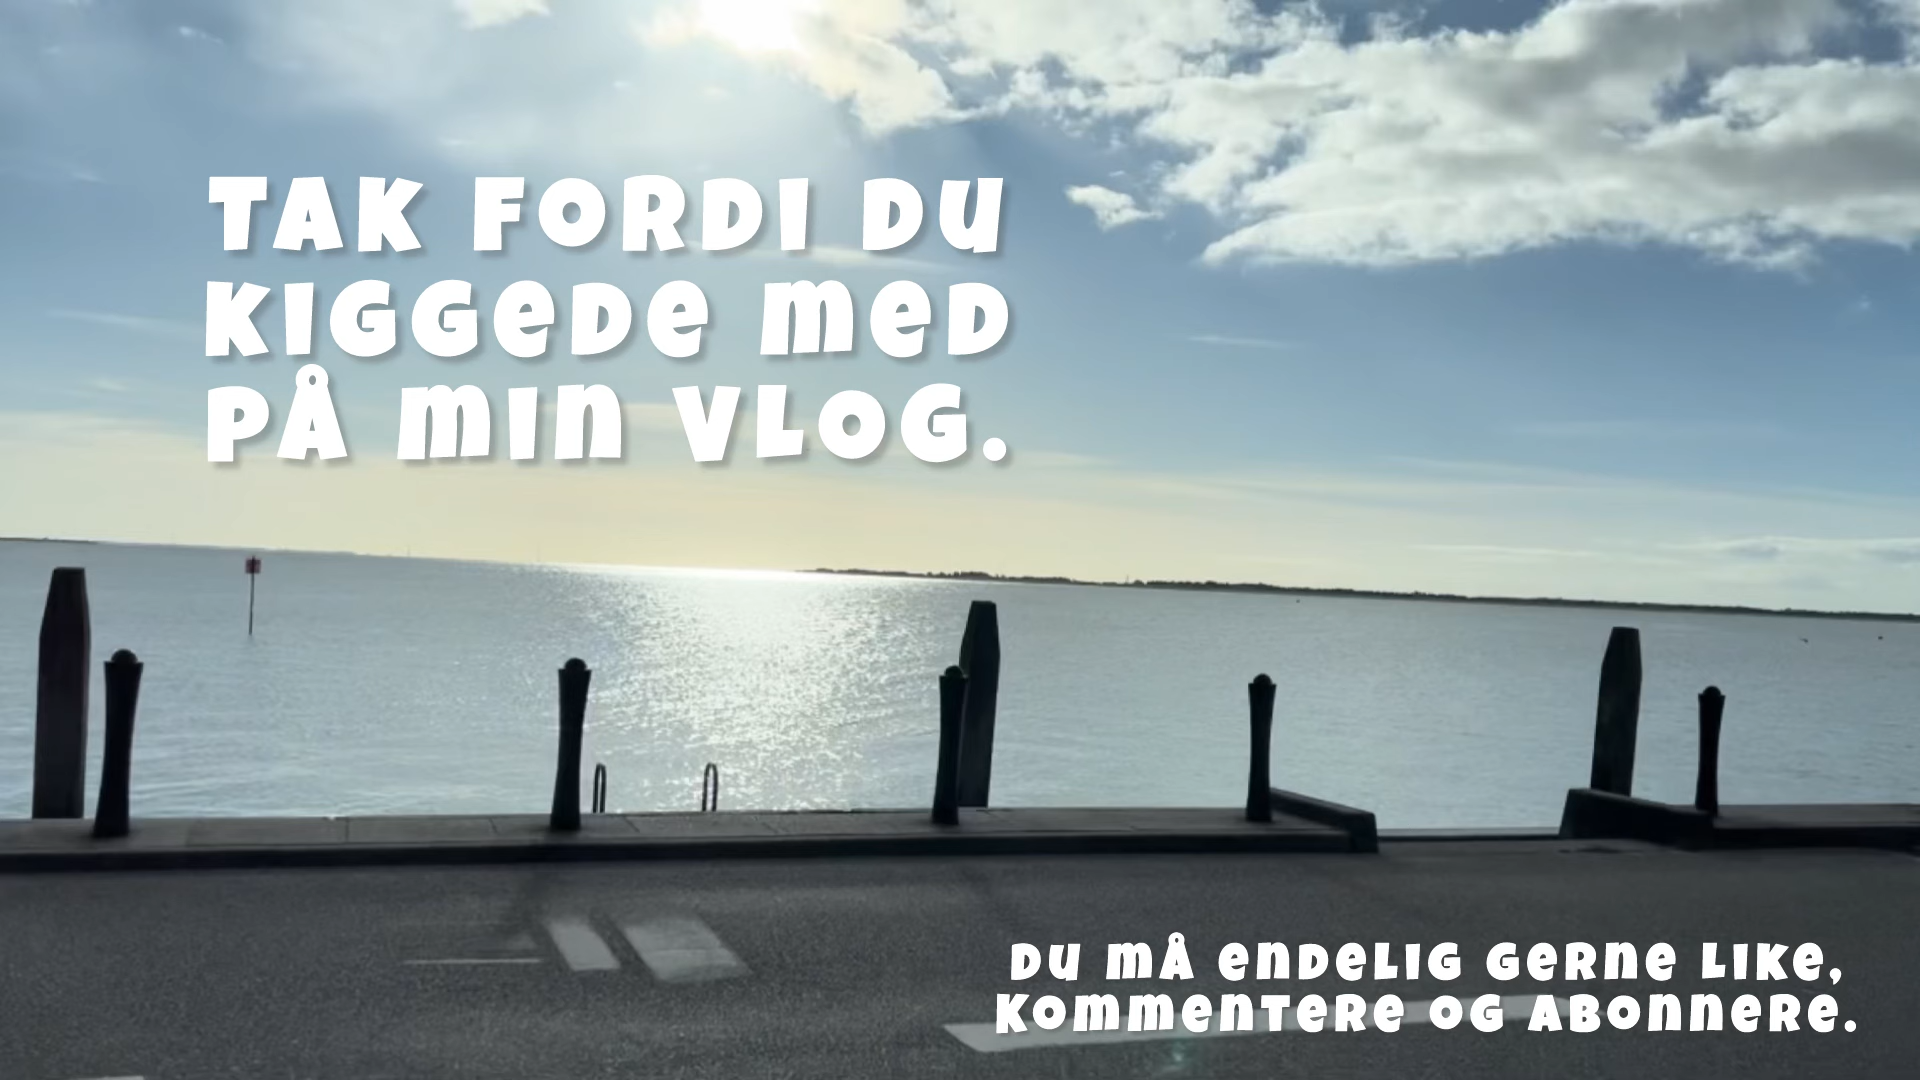 TAK FORDI DU
KIGGEDE MED
PÅ MIN VLOG.
DU MÅ ENDELIG GERNE LIKE,
KOMMENTERE OG ABONNERE.